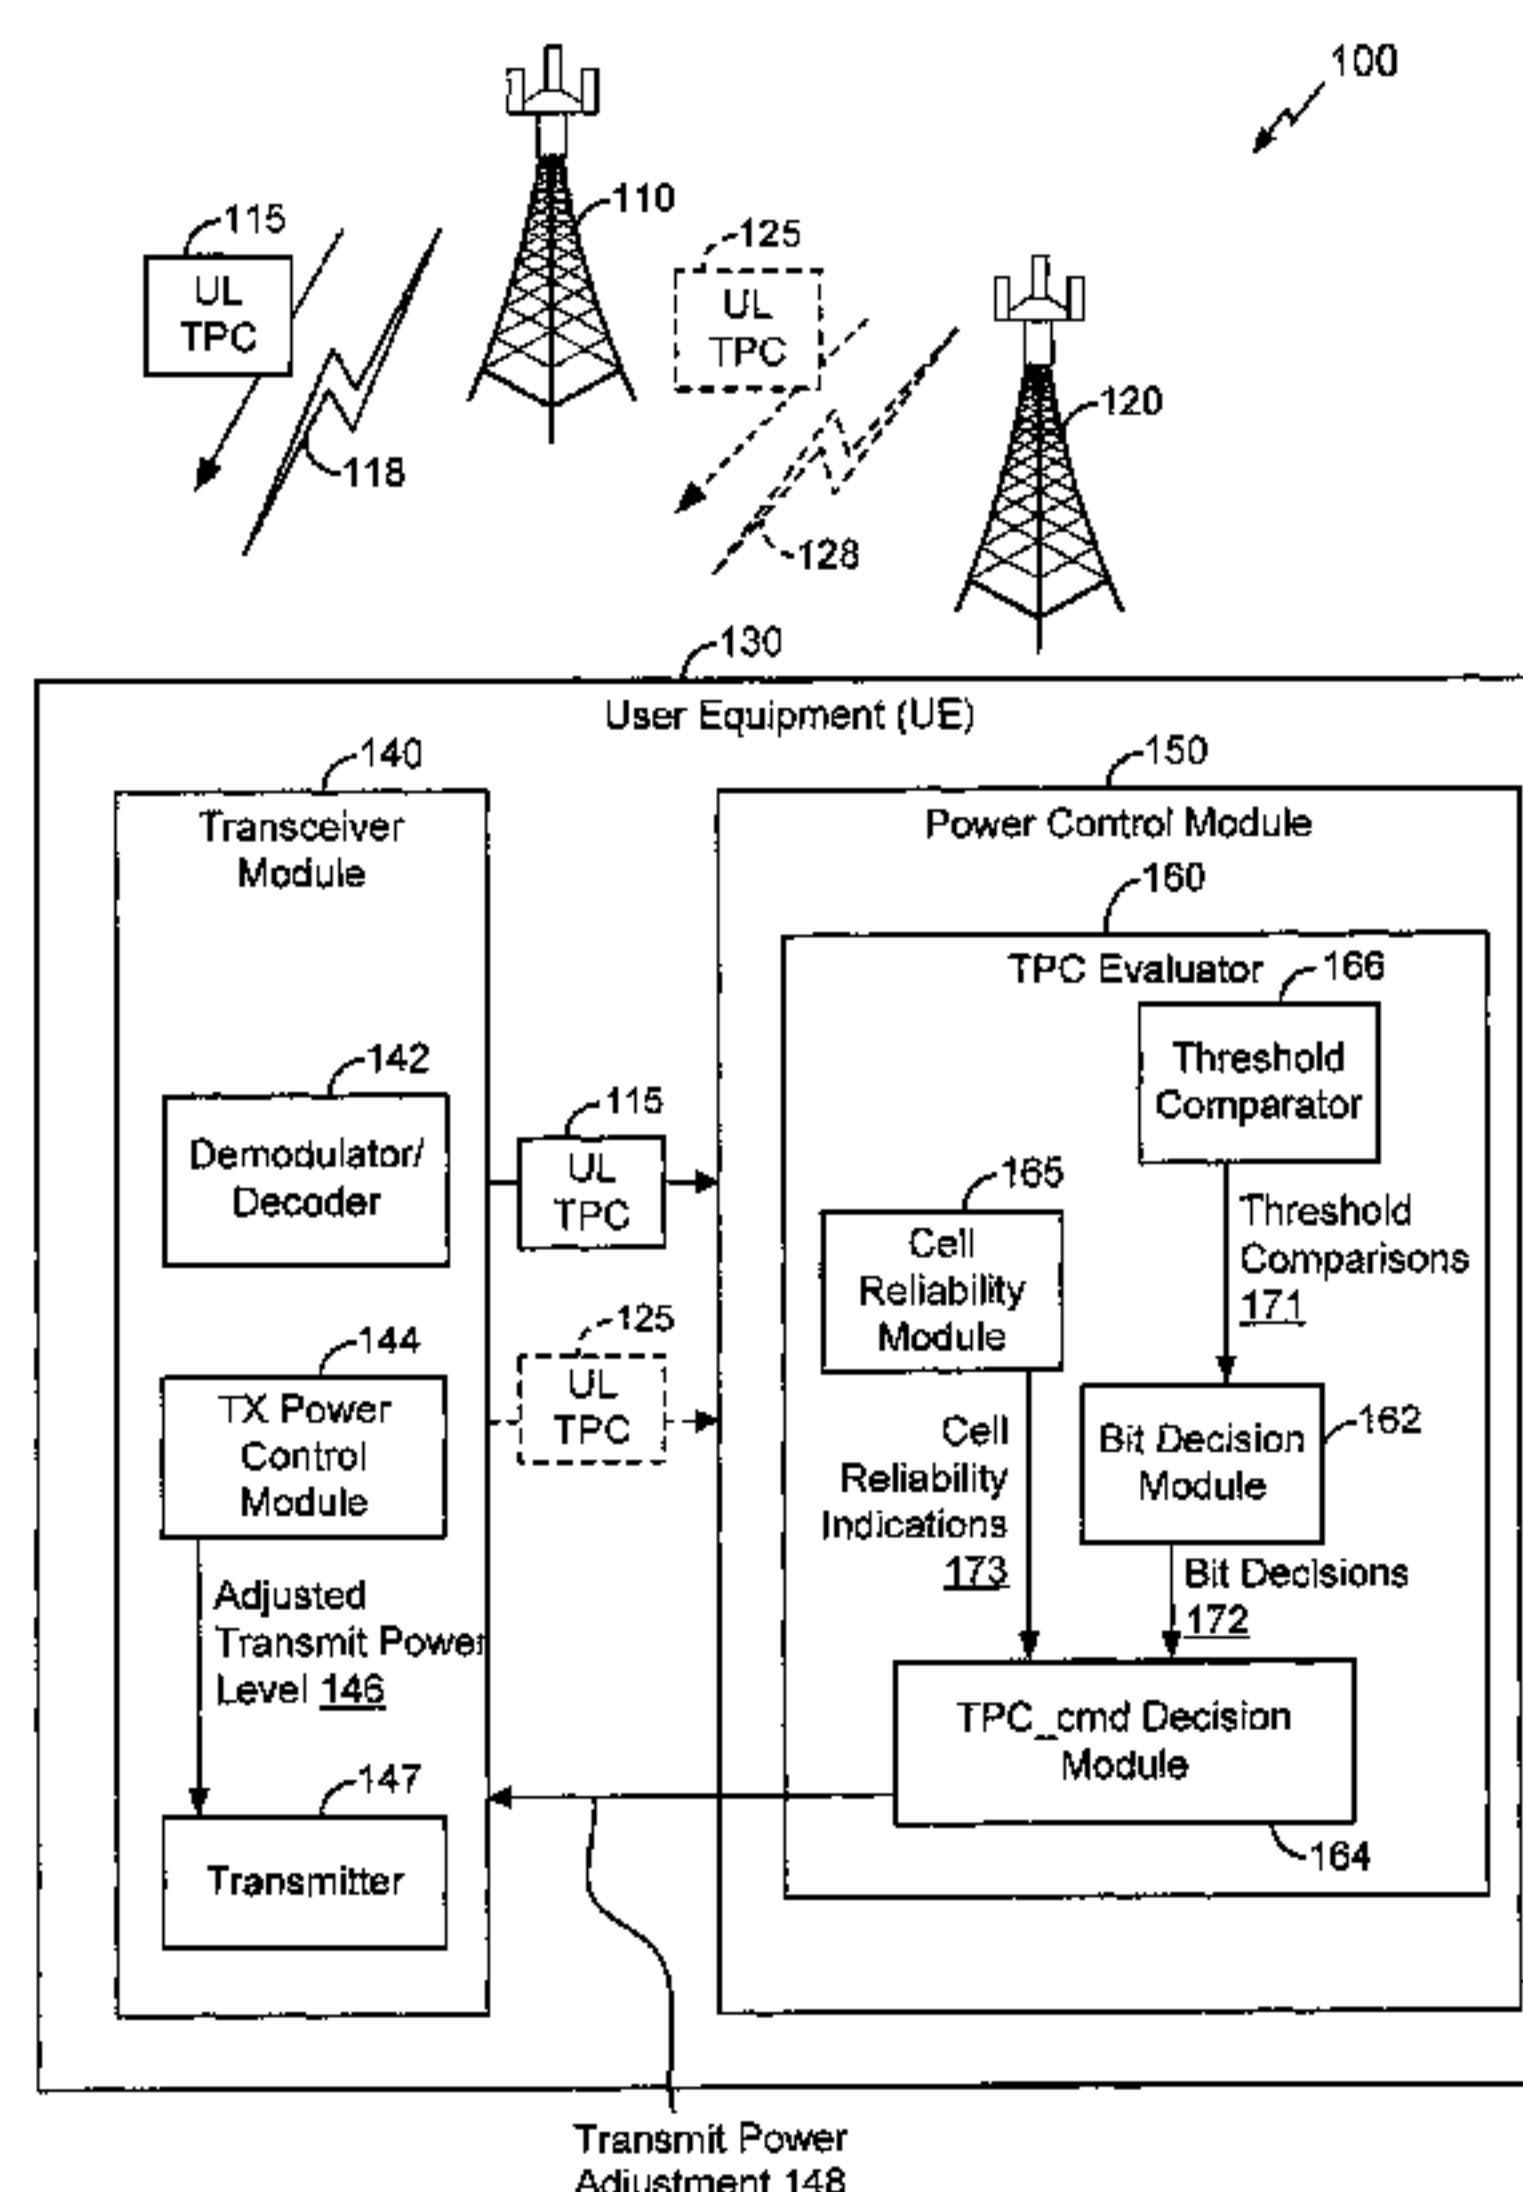 100
110
115
UL
TPC
125
UL
TPC
120
118
128
130
User Equipment (UE)
140
Transceiver
Module
150
Power Control Module
160
TPC Evaluator
166
Threshold
Comparator
142
Demodulator/
Decoder
115
UL
TPC
165
Cell
Reliability
Module
Threshold
Comparisons
171
144
TX Power
Control
Module
125
UL
TPC
162
Bit Decision
Module
Cell
Reliability
Indications
173
Bit Decisions
172
Adjusted
Transmit Power
Level 146
TPC_cmd Decision
Module
164
147
Transmitter
Transmit Power
Adjustment 148